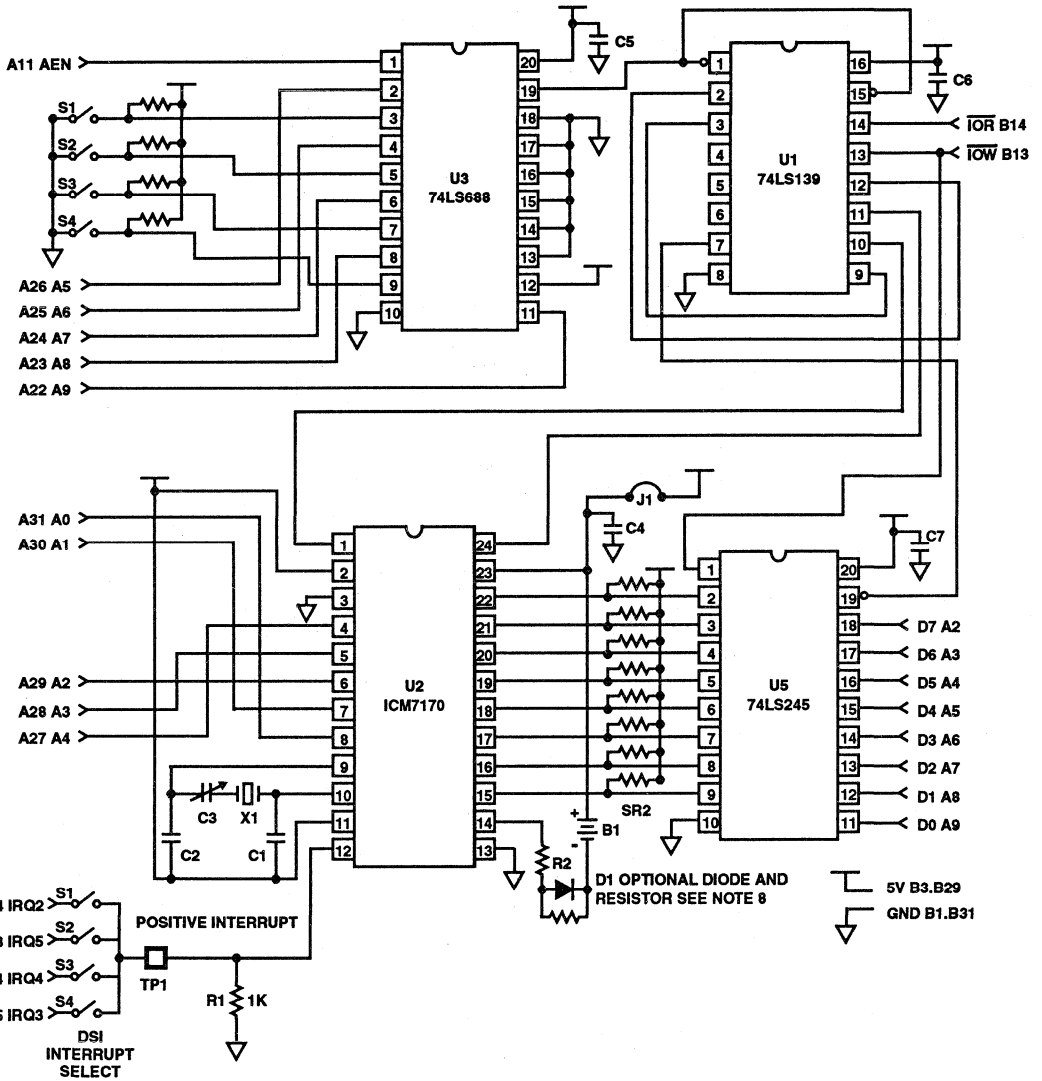 C5
A11 AEN
1
20
2
19
S1
3
18
S2
4
17
5
16
S3
6
15
S4
7
14
8
13
9
12
10
11
U3
74LS688
A26 A5
A25 A6
A24 A7
A23 A8
A22 A9
1
16
C6
2
15
3
14
IOR B14
4
13
IOW B13
5
12
6
11
7
10
8
9
U1
74LS139
A31 A0
A30 A1
A29 A2
A28 A3
A27 A4
1
24
2
23
3
22
4
21
5
20
6
19
7
18
8
17
9
16
10
15
11
14
12
13
U2
ICM7170
C3
X1
C2
C1
J1
C4
SR2
+
B1
-
R2
D1 OPTIONAL DIODE AND
RESISTOR SEE NOTE 8
C7
1
20
2
19
3
18
D7 A2
4
17
D6 A3
5
16
D5 A4
6
15
D4 A5
7
14
D3 A6
8
13
D2 A7
9
12
D1 A8
10
11
D0 A9
U5
74LS245
5V B3.B29
GND B1.B31
IRQ2
S1
IRQ5
S2
IRQ4
S3
IRQ3
S4
POSITIVE INTERRUPT
TP1
R1
1K
DSI
INTERRUPT
SELECT